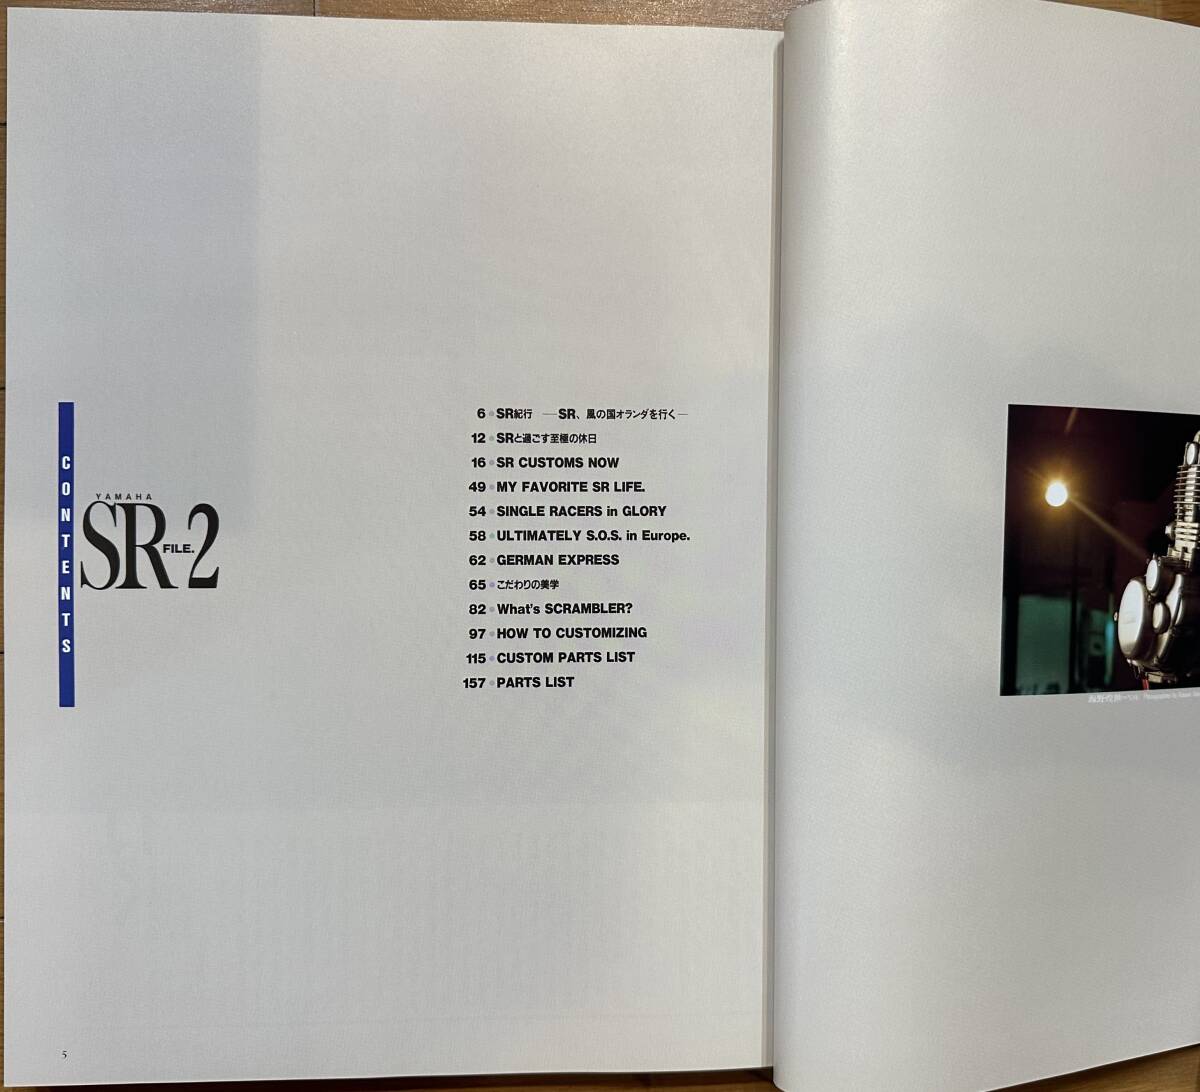 CONTENTS
YAMAHA
SR FILE.2
6 SR紀行 ―SR、風の国オランダを行く―
12 SRと過ごす至極の休日
16 SR CUSTOMS NOW
49 MY FAVORITE SR LIFE.
54 SINGLE RACERS in GLORY
58 ULTIMATELY S.O.S. in Europe.
62 GERMAN EXPRESS
65 こだわりの美学
82 What's SCRAMBLER?
97 HOW TO CUSTOMIZING
115 CUSTOM PARTS LIST
157 PARTS LIST
5